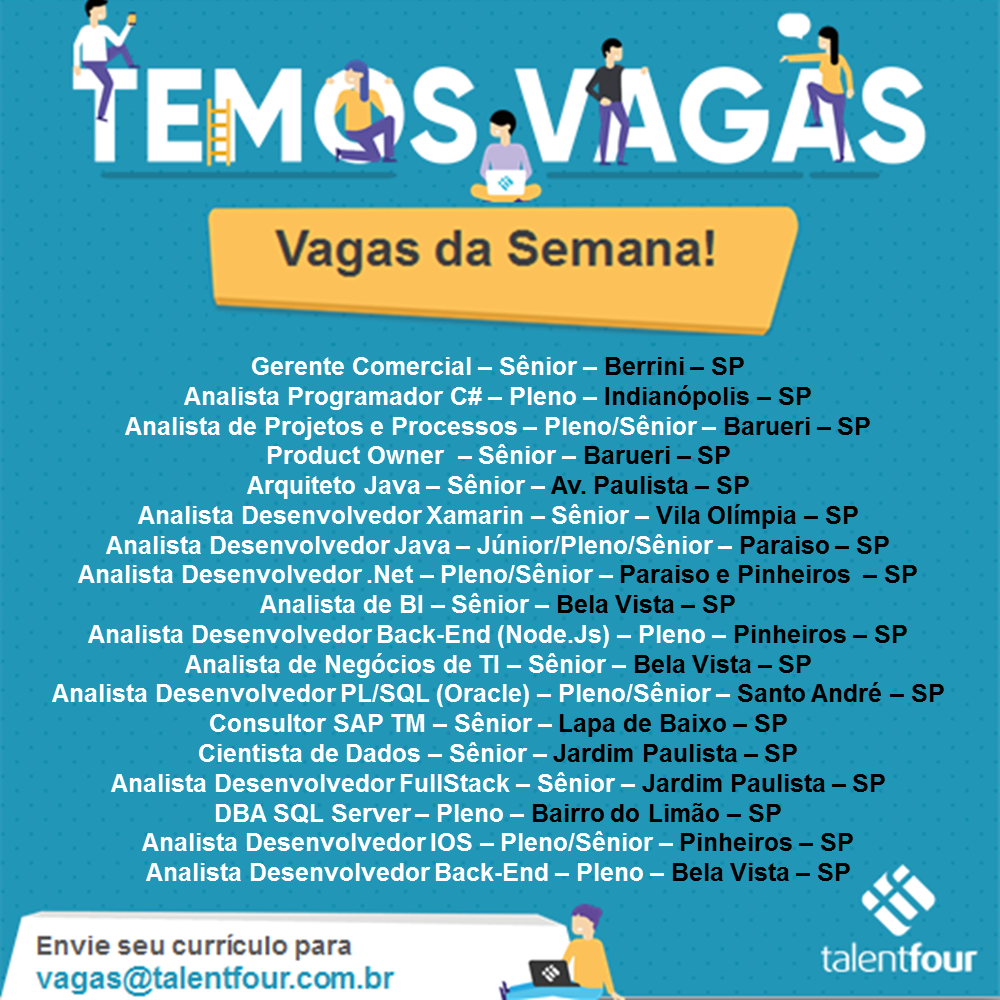 TEMOS VAGAS
Vagas da Semana!
Gerente Comercial – Sênior – Berrini – SP
Analista Programador C# – Pleno – Indianópolis – SP
Analista de Projetos e Processos – Pleno/Sênior – Barueri – SP
Product Owner – Sênior – Barueri – SP
Arquiteto Java – Sênior – Av. Paulista – SP
Analista Desenvolvedor Xamarin – Sênior – Vila Olímpia – SP
Analista Desenvolvedor Java – Júnior/Pleno/Sênior – Paraiso – SP
Analista Desenvolvedor .Net – Pleno/Sênior – Paraiso e Pinheiros – SP
Analista de BI – Sênior – Bela Vista – SP
Analista Desenvolvedor Back-End (Node.Js) – Pleno – Pinheiros – SP
Analista de Negócios de TI – Sênior – Bela Vista – SP
Analista Desenvolvedor PL/SQL (Oracle) – Pleno/Sênior – Santo André – SP
Consultor SAP TM – Sênior – Lapa de Baixo – SP
Cientista de Dados – Sênior – Jardim Paulista – SP
Analista Desenvolvedor FullStack – Sênior – Jardim Paulista – SP
DBA SQL Server – Pleno – Bairro do Limão – SP
Analista Desenvolvedor IOS – Pleno/Sênior – Pinheiros – SP
Analista Desenvolvedor Back-End – Pleno – Bela Vista – SP
Envie seu currículo para
vagas@talentfour.com.br
talentfour